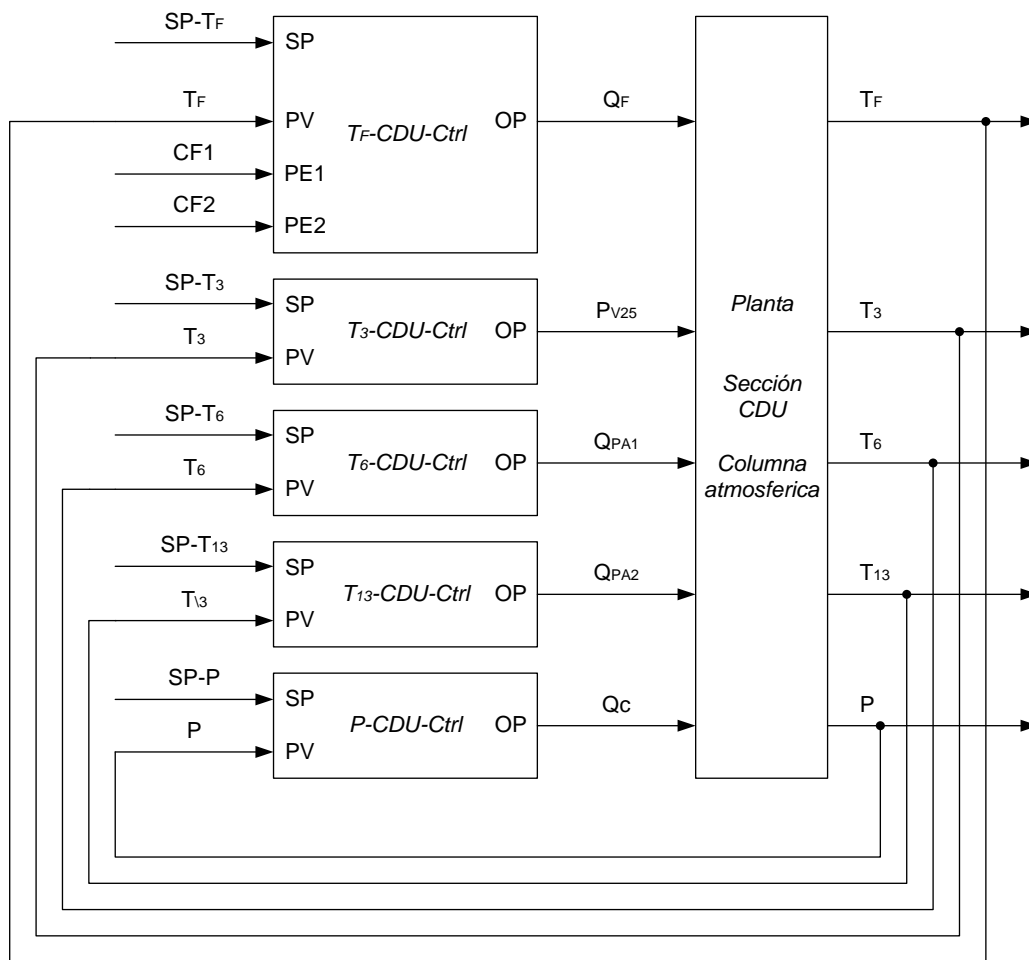 SP-TF
SP
TF
PV
TF-CDU-Ctrl
OP
QF
TF
CF1
PE1
CF2
PE2
SP-T3
SP
T3-CDU-Ctrl
OP
PV25
T3
PV
T3
SP-T6
SP
T6-CDU-Ctrl
OP
QPA1
T6
PV
T6
SP-T13
SP
T13-CDU-Ctrl
OP
QPA2
T\3
PV
T13
SP-P
SP
P-CDU-Ctrl
OP
Qc
P
PV
P
Planta
Sección
CDU
Columna
atmosferica